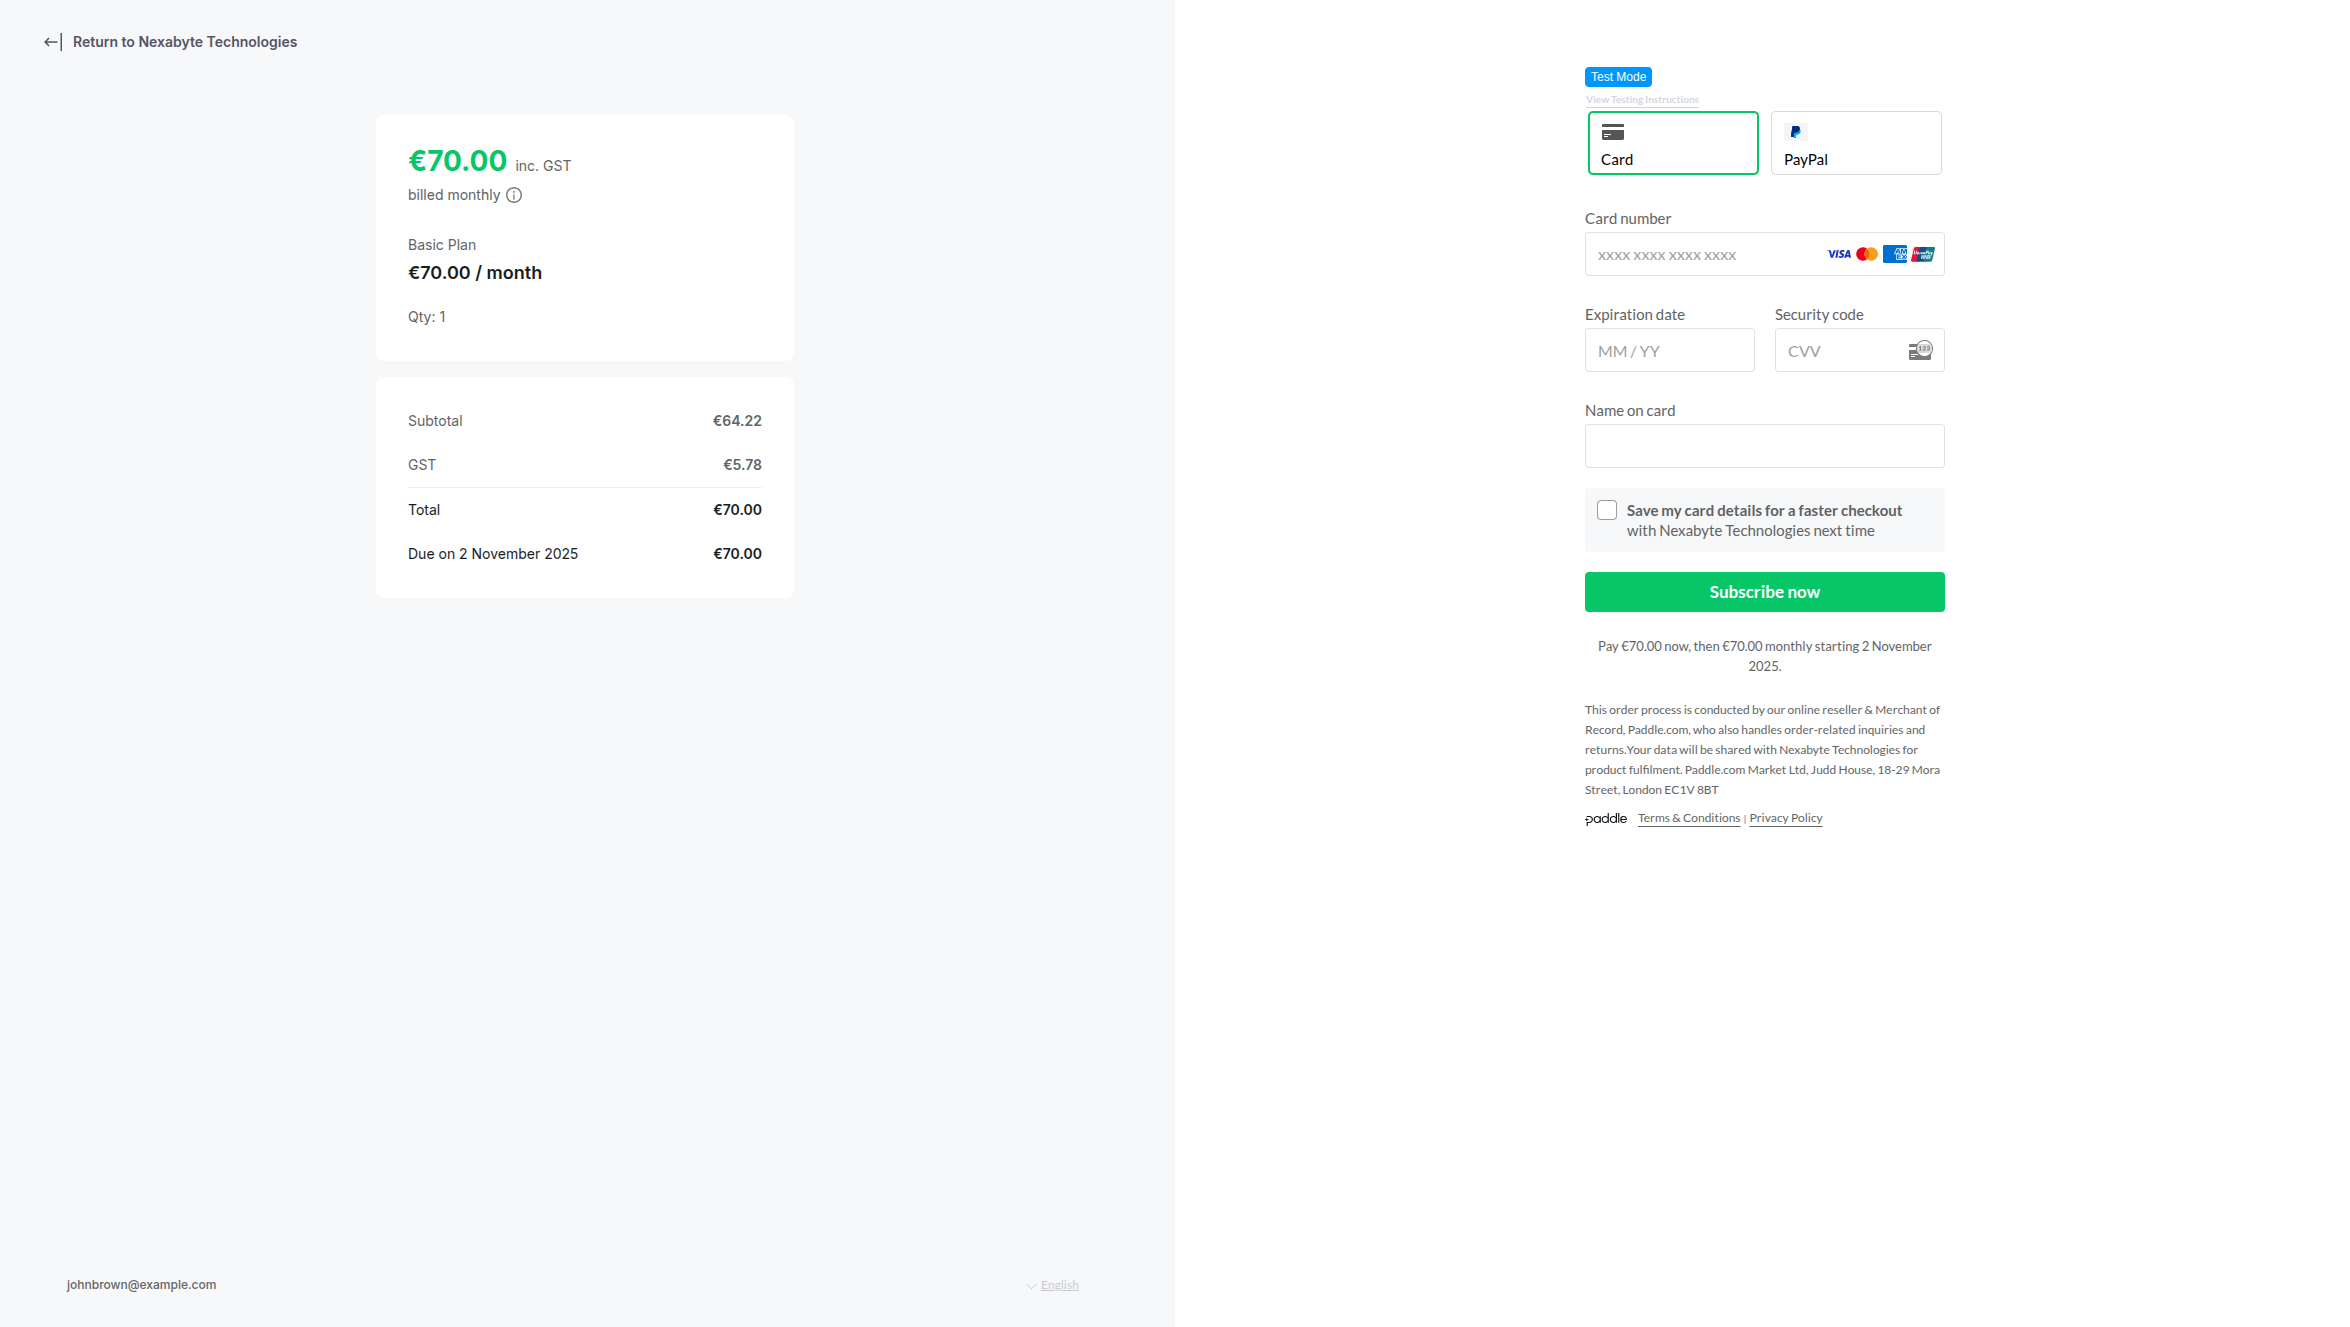 Return to Nexabyte Technologies
€70.00 inc. GST
billed monthly
Basic Plan
€70.00 / month
Qty: 1
Subtotal €64.22
GST €5.78
Total €70.00
Due on 2 November 2025 €70.00
johnbrown@example.com
English
Test Mode
View Testing Instructions
Card
PayPal
Card number
XXXX XXXX XXXX XXXX VISA AMEX UnionPay
Expiration date
Security code
MM / YY
CVV 123
Name on card
Save my card details for a faster checkout
with Nexabyte Technologies next time
Subscribe now
Pay €70.00 now, then €70.00 monthly starting 2 November
2025.
This order process is conducted by our online reseller & Merchant of
Record, Paddle.com, who also handles order-related inquiries and
returns.Your data will be shared with Nexabyte Technologies for
product fulfilment. Paddle.com Market Ltd, Judd House, 18-29 Mora
Street, London EC1V 8BT
paddle Terms & Conditions | Privacy Policy